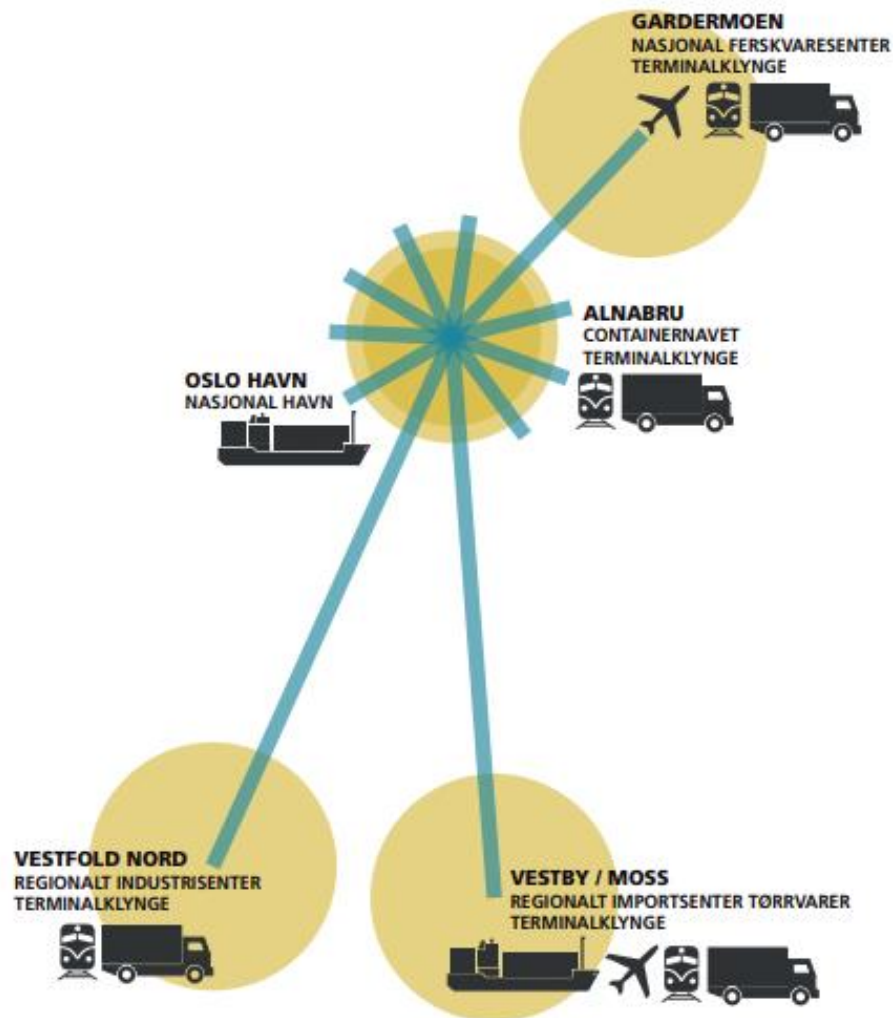 GARDERMOEN
NASJONAL FERSKVARESENTER
TERMINALKLYNGE
ALNABRU
CONTAINERNAVET
TERMINALKLYNGE
OSLO HAVN
NASJONAL HAVN
VESTFOLD NORD
REGIONALT INDUSTRISENTER
TERMINALKLYNGE
VESTBY / MOSS
REGIONALT IMPORTSENTER TØRRVARER
TERMINALKLYNGE